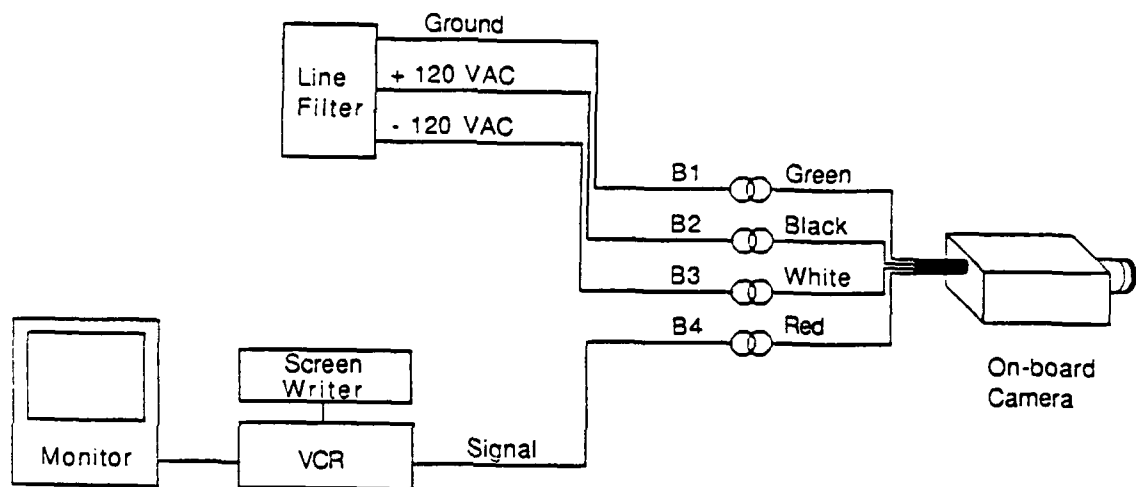 Ground
Line
Filter
+ 120 VAC
- 120 VAC
B1 Green
B2 Black
B3 White
B4 Red
On-board
Camera
Screen
Writer
Monitor
VCR
Signal